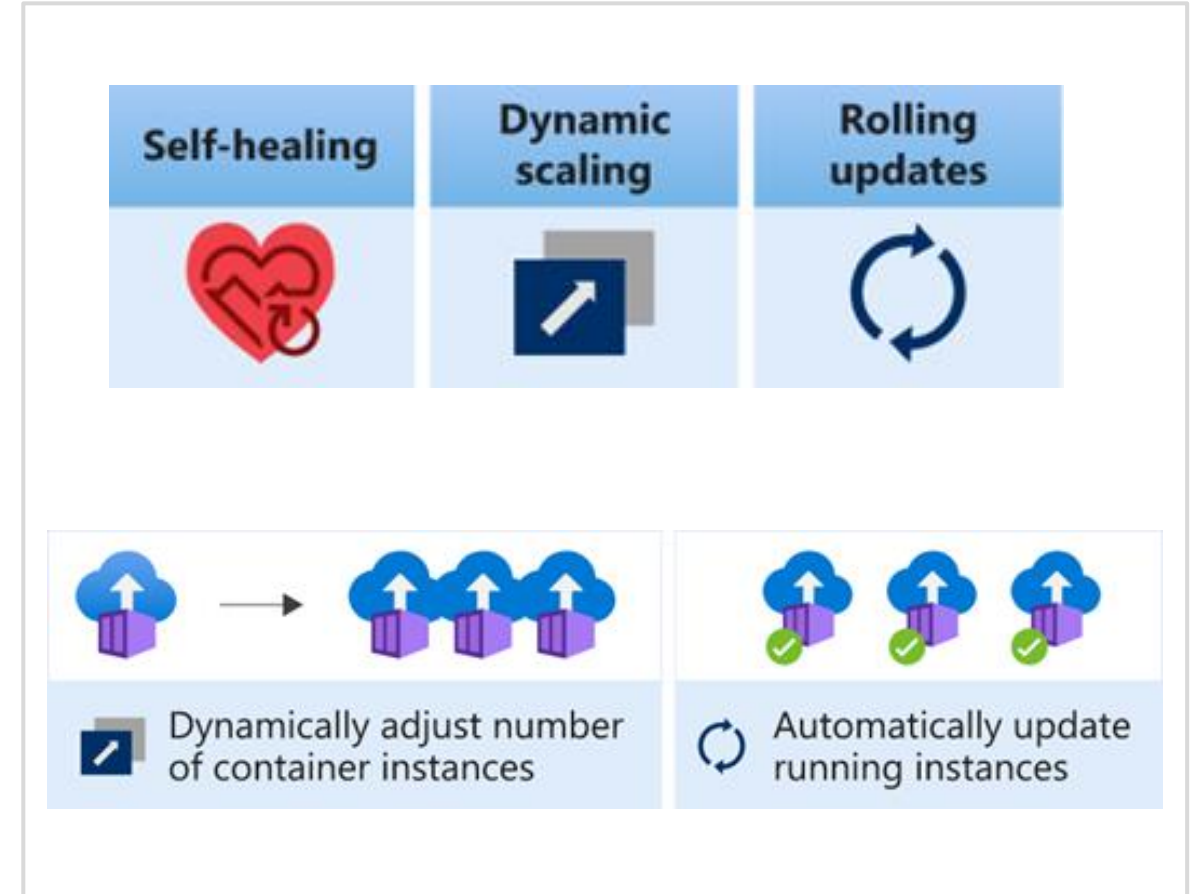 Self-healing
Dynamic
scaling
Rolling
updates
Dynamically adjust number
of container instances
Automatically update
running instances